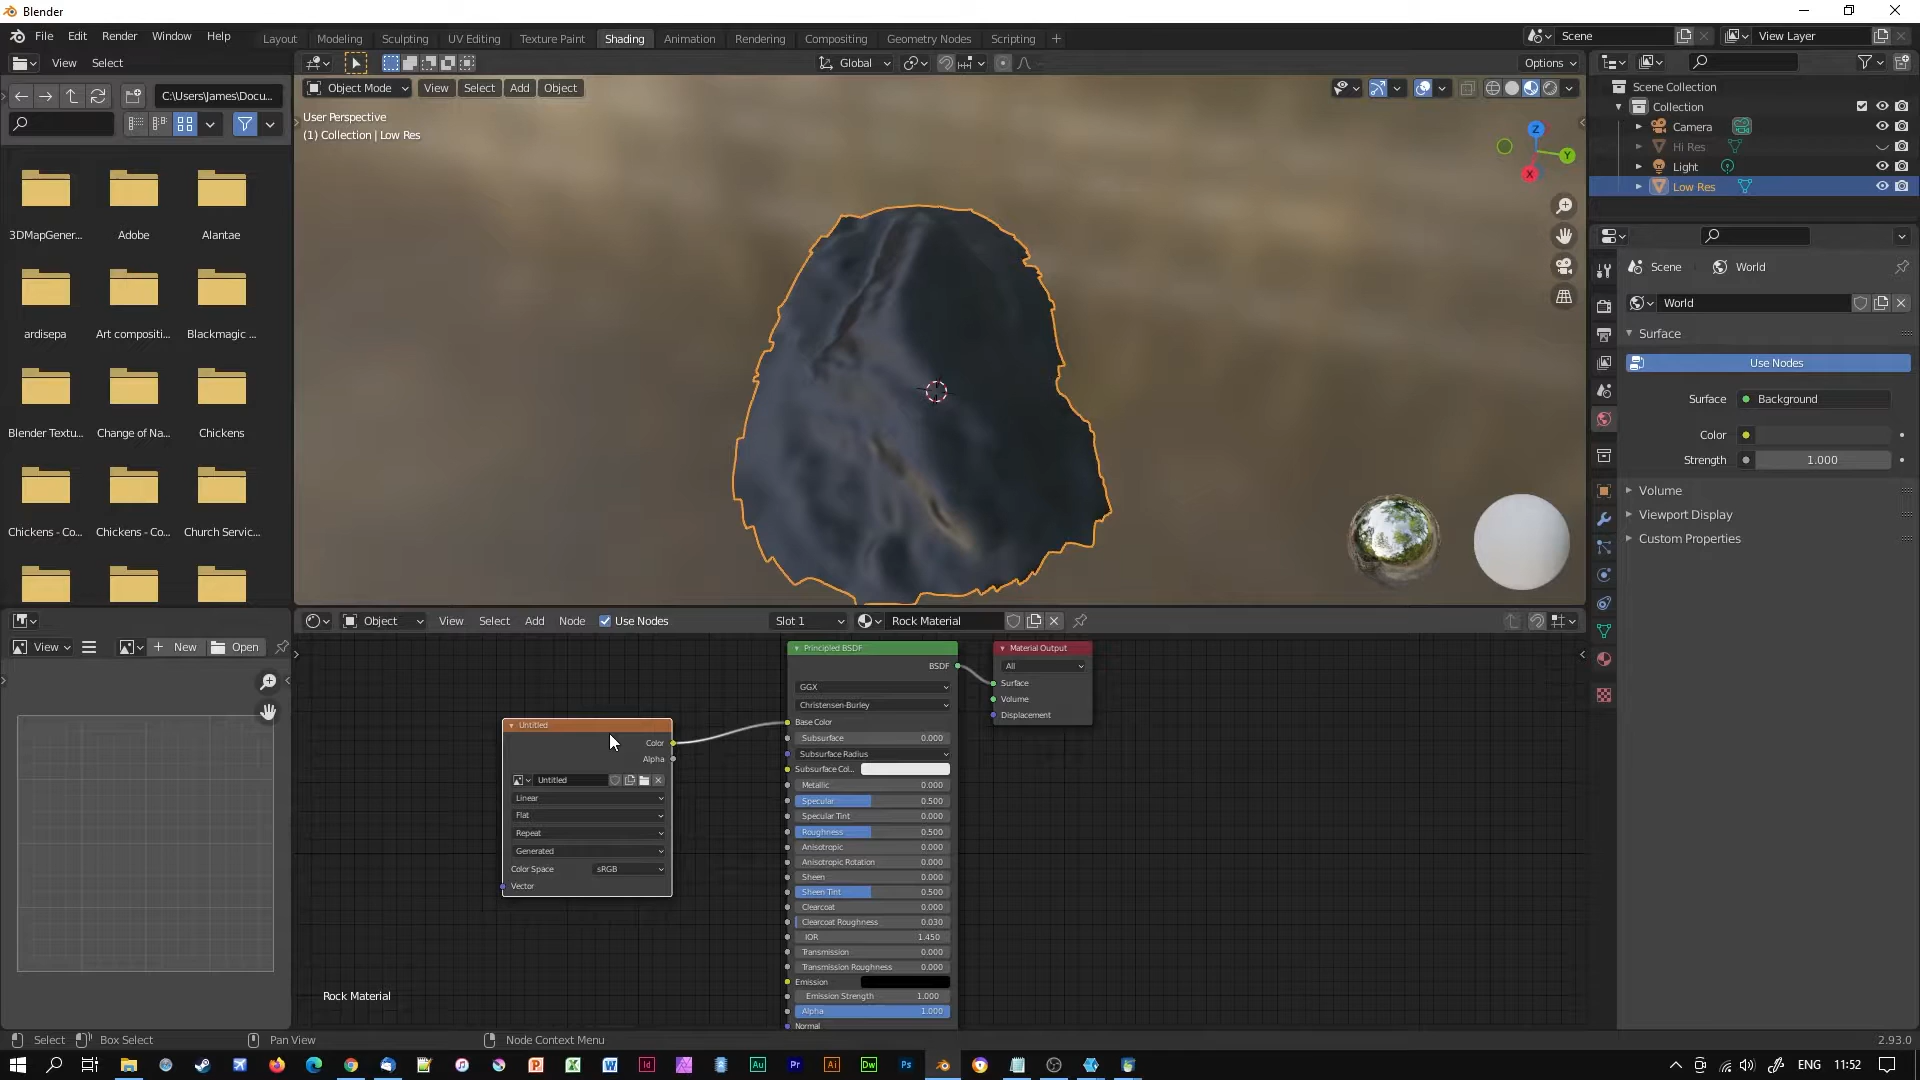 Blender
File Edit Render Window Help
Layout Modeling Sculpting UV Editing Texture Paint Shading Animation Rendering Compositing Geometry Nodes Scripting +
Scene
View Layer
View Select
Global
Options
C:\Users\James\Docu...
Object Mode View Select Add Object
User Perspective
(1) Collection | Low Res
Z
Y
X
Scene Collection
Collection
Camera
Hi Res
Light
Low Res
3DMapGener... Adobe Alantae
ardisepa Art compositi... Blackmagic ...
Blender Textu... Change of Na... Chickens
Chickens - Co... Chickens - Co... Church Servic...
Scene World
World
Surface
Use Nodes
Surface Background
Color
Strength 1.000
Volume
Viewport Display
Custom Properties
Object View Select Add Node Use Nodes Slot 1 Rock Material
View New Open
Untitled
Color
Alpha
Untitled
Linear
Flat
Repeat
Generated
Color Space sRGB
Vector
Principled BSDF
BSDF
GGX
Christensen-Burley
Base Color
Subsurface 0.000
Subsurface Radius
Subsurface Col...
Metallic 0.000
Specular 0.500
Specular Tint 0.000
Roughness 0.500
Anisotropic 0.000
Anisotropic Rotation 0.000
Sheen 0.000
Sheen Tint 0.500
Clearcoat 0.000
Clearcoat Roughness 0.030
IOR 1.450
Transmission 0.000
Transmission Roughness 0.000
Emission
Emission Strength 1.000
Alpha 1.000
Normal
Material Output
All
Surface
Volume
Displacement
Rock Material
Select Box Select Pan View Node Context Menu 2.93.0
ENG 11:52